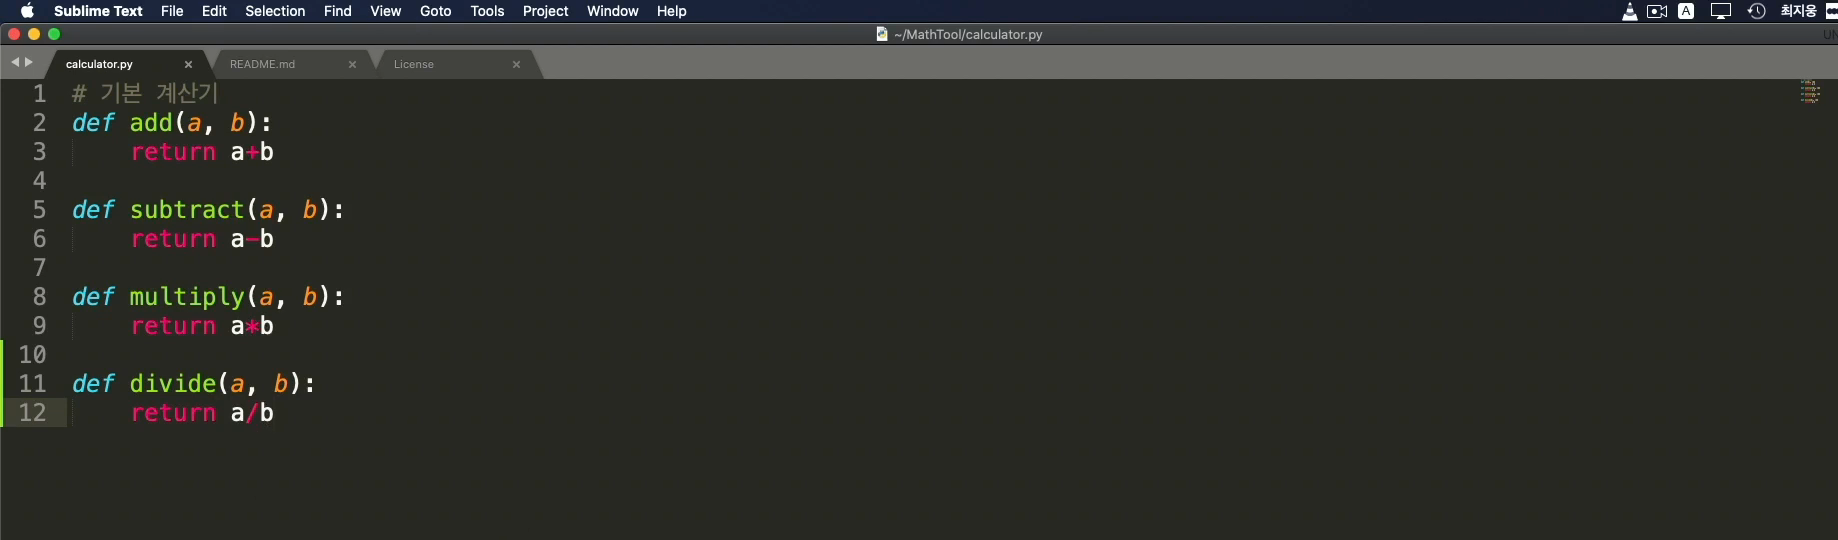 Sublime Text File Edit Selection Find View Goto Tools Project Window Help A 최지웅
~/MathTool/calculator.py UN
calculator.py × README.md × License ×
1 # 기본 계산기
2 def add(a, b):
3 return a+b
4
5 def subtract(a, b):
6 return a-b
7
8 def multiply(a, b):
9 return a*b
10
11 def divide(a, b):
12 return a/b